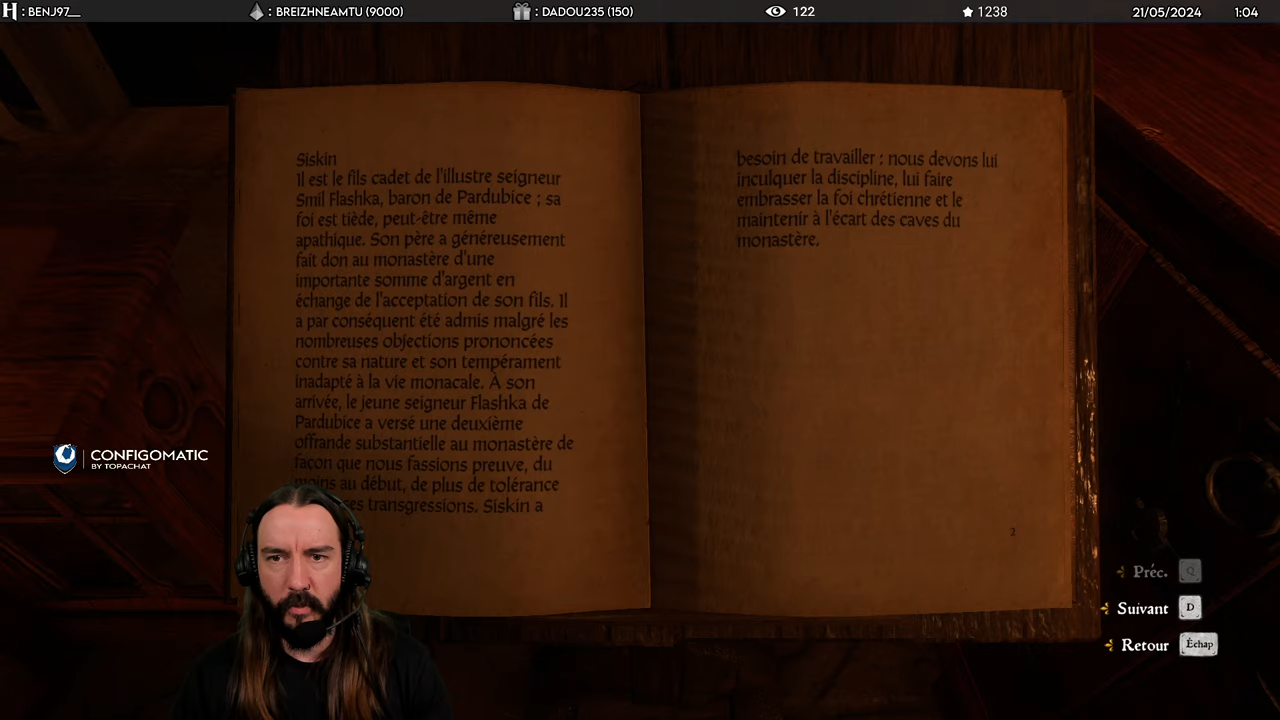 H : BENJ97__
: BREIZHNEAMTU (9000)
: DADOU235 (150)
122
1238
21/05/2024
1:04
Siskin
Il est le fils cadet de l'illustre seigneur
Smil Flashka, baron de Pardubice ; sa
foi est tiède, peut-être même
apathique. Son père a généreusement
fait don au monastère d'une
importante somme d'argent en
échange de l'acceptation de son fils. Il
a par conséquent été admis malgré les
nombreuses objections prononcées
contre sa nature et son tempérament
inadapté à la vie monacale. À son
arrivée, le jeune seigneur Flashka de
Pardubice a versé une deuxième
offrande substantielle au monastère de
façon que nous fassions preuve, du
moins au début, de plus de tolérance
ses transgressions. Siskin a
besoin de travailler : nous devons lui
inculquer la discipline, lui faire
embrasser la foi chrétienne et le
maintenir à l'écart des caves du
monastère.
2
CONFIGOMATIC
BY TOPACHAT
Préc. Q
Suivant D
Retour Échap